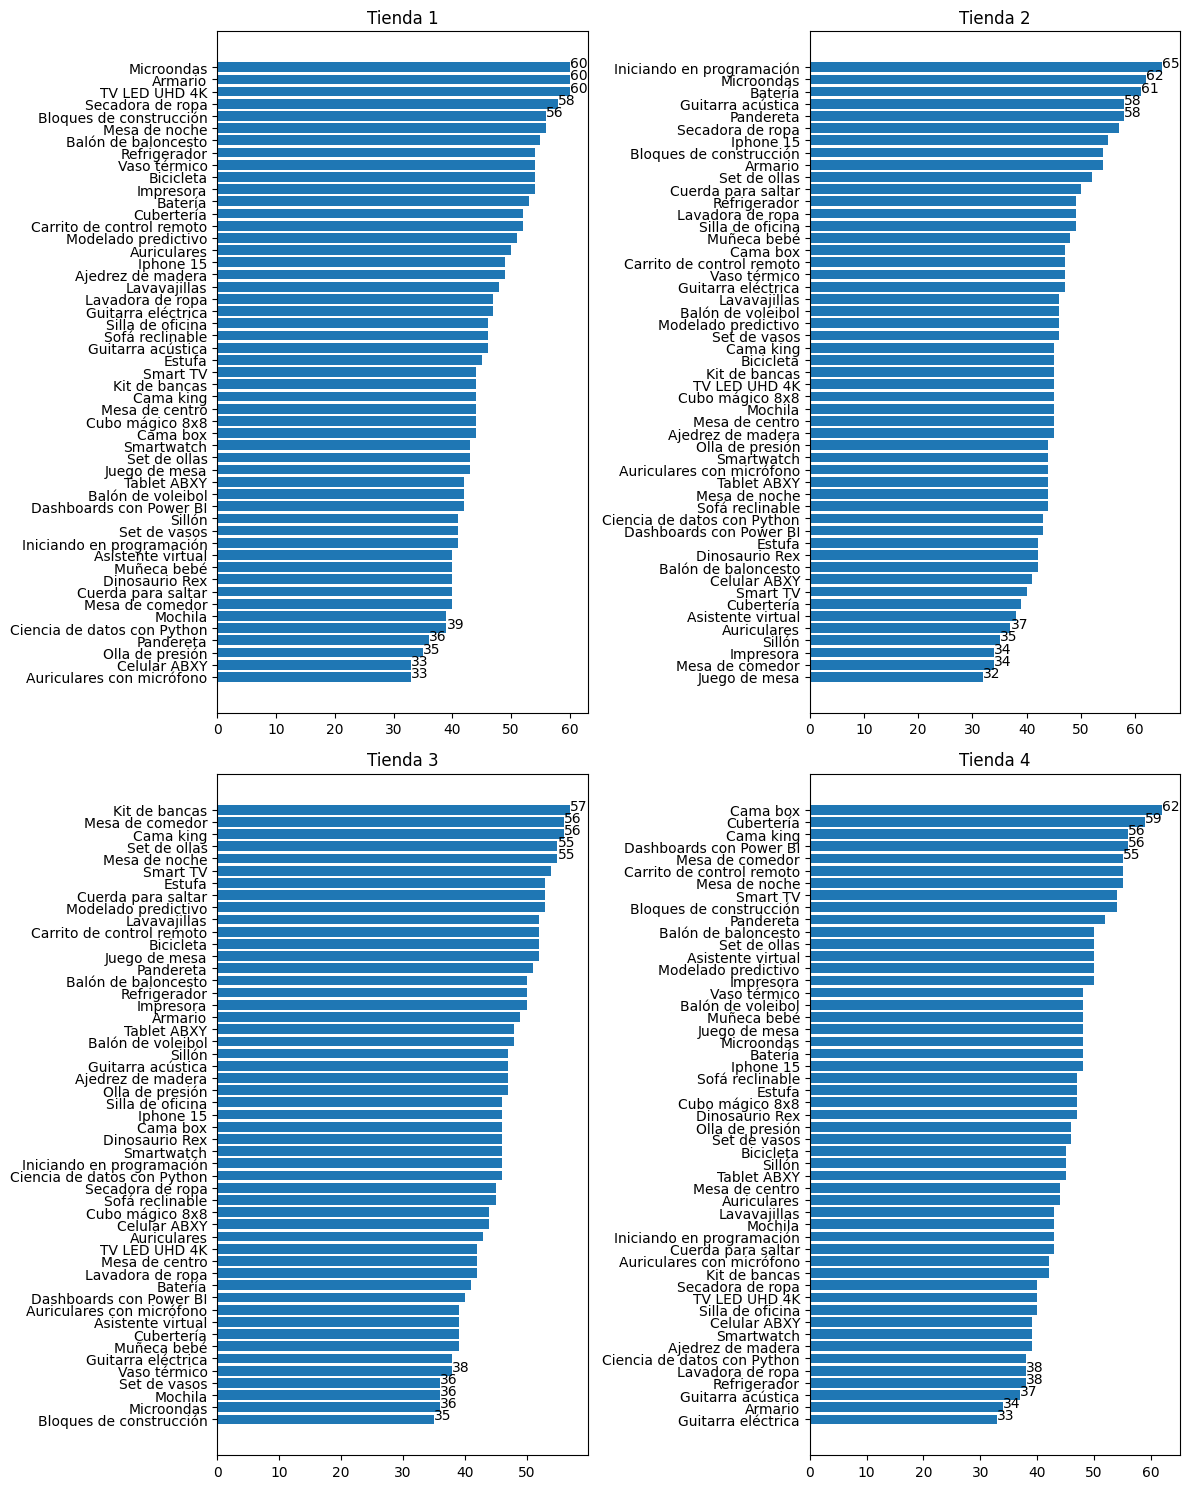 Tienda 1
Microondas 60
Armario 60
TV LED UHD 4K 60
Secadora de ropa 58
Bloques de construcción 56
Mesa de noche
Balón de baloncesto
Refrigerador
Vaso térmico
Bicicleta
Impresora
Batería
Cubertería
Carrito de control remoto
Modelado predictivo
Auriculares
Iphone 15
Ajedrez de madera
Lavavajillas
Lavadora de ropa
Guitarra eléctrica
Silla de oficina
Sofá reclinable
Guitarra acústica
Estufa
Smart TV
Kit de bancas
Cama king
Mesa de centro
Cubo mágico 8x8
Cama box
Smartwatch
Set de ollas
Juego de mesa
Tablet ABXY
Balón de voleibol
Dashboards con Power BI
Sillón
Set de vasos
Iniciando en programación
Asistente virtual
Muñeca bebé
Dinosaurio Rex
Cuerda para saltar
Mesa de comedor
Mochila
Ciencia de datos con Python 39
Pandereta 36
Olla de presión 35
Celular ABXY 33
Auriculares con micrófono 33
0 10 20 30 40 50 60
Tienda 2
Iniciando en programación 65
Microondas 62
Batería 61
Guitarra acústica 58
Pandereta 58
Secadora de ropa
Iphone 15
Bloques de construcción
Armario
Set de ollas
Cuerda para saltar
Refrigerador
Lavadora de ropa
Silla de oficina
Muñeca bebé
Cama box
Carrito de control remoto
Vaso térmico
Guitarra eléctrica
Lavavajillas
Balón de voleibol
Modelado predictivo
Set de vasos
Cama king
Bicicleta
Kit de bancas
TV LED UHD 4K
Cubo mágico 8x8
Mochila
Mesa de centro
Ajedrez de madera
Olla de presión
Smartwatch
Auriculares con micrófono
Tablet ABXY
Mesa de noche
Sofá reclinable
Ciencia de datos con Python
Dashboards con Power BI
Estufa
Dinosaurio Rex
Balón de baloncesto
Celular ABXY
Smart TV
Cubertería
Asistente virtual
Auriculares 37
Sillón 35
Impresora 34
Mesa de comedor 34
Juego de mesa 32
0 10 20 30 40 50 60
Tienda 3
Kit de bancas 57
Mesa de comedor 56
Cama king 56
Set de ollas 55
Mesa de noche 55
Smart TV
Estufa
Cuerda para saltar
Modelado predictivo
Lavavajillas
Carrito de control remoto
Bicicleta
Juego de mesa
Pandereta
Balón de baloncesto
Refrigerador
Impresora
Armario
Tablet ABXY
Balón de voleibol
Sillón
Guitarra acústica
Ajedrez de madera
Olla de presión
Silla de oficina
Iphone 15
Cama box
Dinosaurio Rex
Smartwatch
Iniciando en programación
Ciencia de datos con Python
Secadora de ropa
Sofá reclinable
Cubo mágico 8x8
Celular ABXY
Auriculares
TV LED UHD 4K
Mesa de centro
Lavadora de ropa
Batería
Dashboards con Power BI
Auriculares con micrófono
Asistente virtual
Cubertería
Muñeca bebé
Guitarra eléctrica
Vaso térmico 38
Set de vasos 36
Mochila 36
Microondas 36
Bloques de construcción 35
0 10 20 30 40 50
Tienda 4
Cama box 62
Cubertería 59
Cama king 56
Dashboards con Power BI 56
Mesa de comedor 55
Carrito de control remoto
Mesa de noche
Smart TV
Bloques de construcción
Pandereta
Balón de baloncesto
Set de ollas
Asistente virtual
Modelado predictivo
Impresora
Vaso térmico
Balón de voleibol
Muñeca bebé
Juego de mesa
Microondas
Batería
Iphone 15
Sofá reclinable
Estufa
Cubo mágico 8x8
Dinosaurio Rex
Olla de presión
Set de vasos
Bicicleta
Sillón
Tablet ABXY
Mesa de centro
Auriculares
Lavavajillas
Mochila
Iniciando en programación
Cuerda para saltar
Auriculares con micrófono
Kit de bancas
Secadora de ropa
TV LED UHD 4K
Silla de oficina
Celular ABXY
Smartwatch
Ajedrez de madera
Ciencia de datos con Python
Lavadora de ropa 38
Refrigerador 38
Guitarra acústica 37
Armario 34
Guitarra eléctrica 33
0 10 20 30 40 50 60